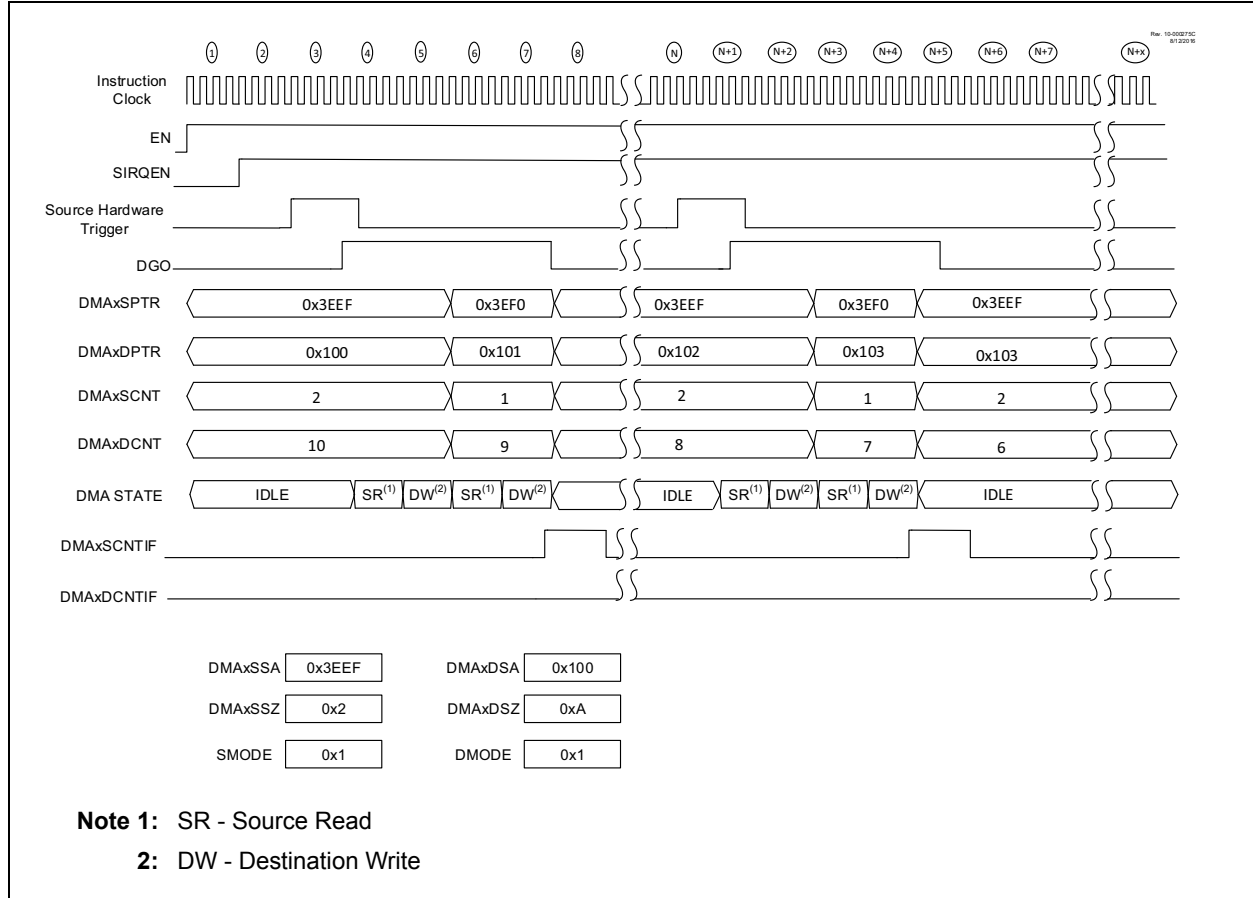 Rev. 10-000275C
8/12/2016
1 2 3 4 5 6 7 8 N N+1 N+2 N+3 N+4 N+5 N+6 N+7 N+x
Instruction
Clock
EN
SIRQEN
Source Hardware
Trigger
DGO
DMAxSPTR 0x3EEF 0x3EF0 0x3EEF 0x3EF0 0x3EEF
DMAxDPTR 0x100 0x101 0x102 0x103 0x103
DMAxSCNT 2 1 2 1 2
DMAxDCNT 10 9 8 7 6
DMA STATE IDLE SR(1) DW(2) SR(1) DW(2) IDLE SR(1) DW(2) SR(1) DW(2) IDLE
DMAxSCNTIF
DMAxDCNTIF
DMAxSSA 0x3EEF DMAxDSA 0x100
DMAxSSZ 0x2 DMAxDSZ 0xA
SMODE 0x1 DMODE 0x1
Note 1: SR - Source Read
2: DW - Destination Write